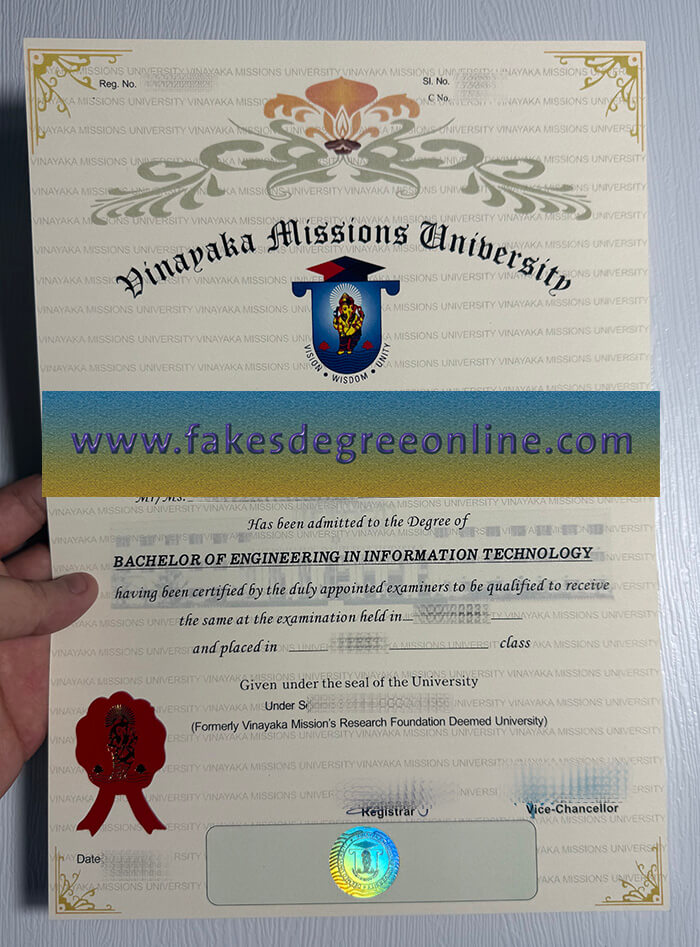 Reg. No.
Sl. No.
C No.
Vinayaka Missions University
VISION • WISDOM • UNITY
www.fakesdegreeonline.com
Mr/Ms.
Has been admitted to the Degree of
BACHELOR OF ENGINEERING IN INFORMATION TECHNOLOGY
having been certified by the duly appointed examiners to be qualified to receive
the same at the examination held in
and placed in class
Given under the seal of the University
Under
(Formerly Vinayaka Mission's Research Foundation Deemed University)
Registrar
Vice-Chancellor
Date